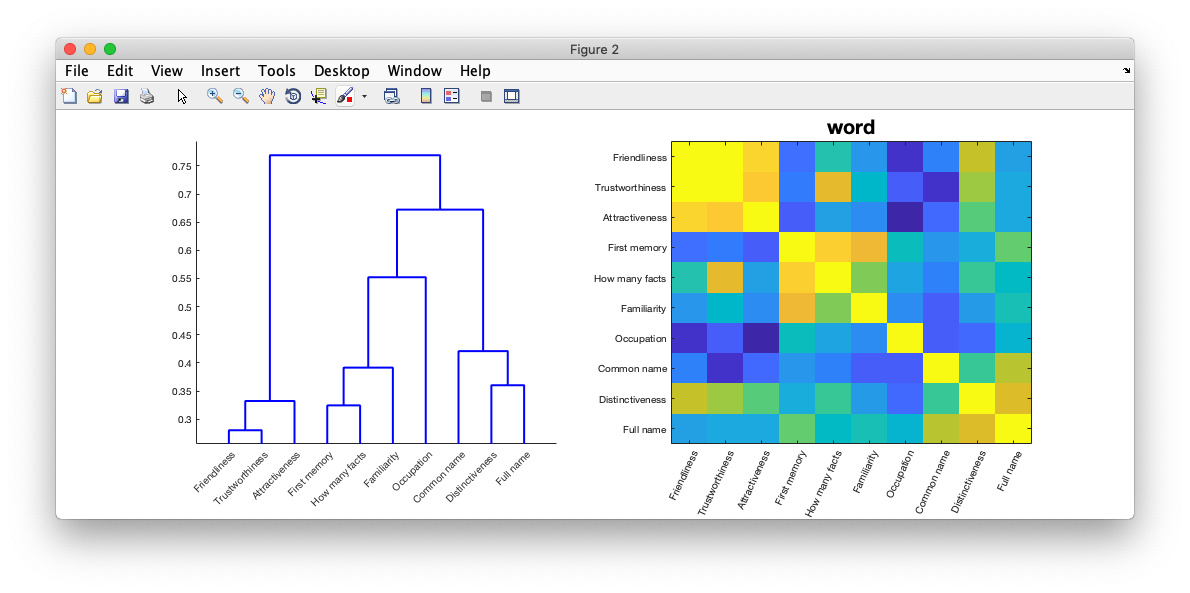 Figure 2
File Edit View Insert Tools Desktop Window Help
0.75
0.7
0.65
0.6
0.55
0.5
0.45
0.4
0.35
0.3
Friendliness
Trustworthiness
Attractiveness
First memory
How many facts
Familiarity
Occupation
Common name
Distinctiveness
Full name
word
Friendliness
Trustworthiness
Attractiveness
First memory
How many facts
Familiarity
Occupation
Common name
Distinctiveness
Full name
Friendliness
Trustworthiness
Attractiveness
First memory
How many facts
Familiarity
Occupation
Common name
Distinctiveness
Full name